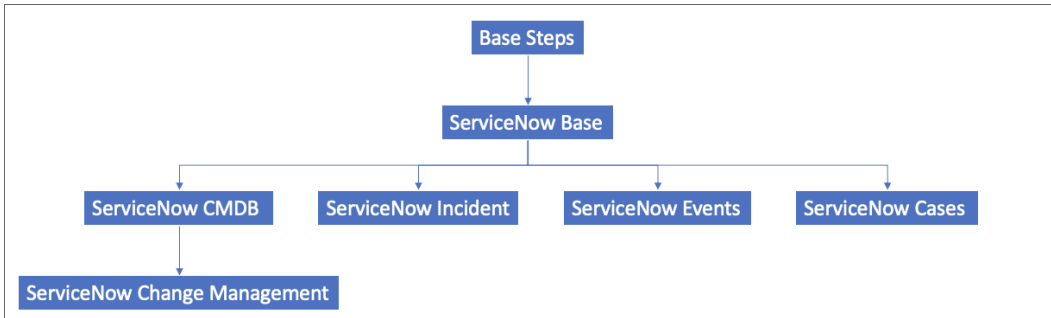 Base Steps
ServiceNow Base
ServiceNow CMDB
ServiceNow Incident
ServiceNow Events
ServiceNow Cases
ServiceNow Change Management